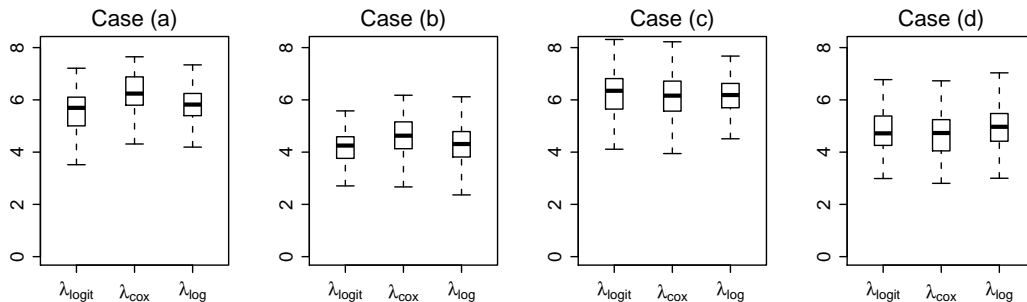 Case (a) Case (b) Case (c) Case (d)
8 8 8 8
6 6 6 6
4 4 4 4
2 2 2 2
0 0 0 0
λlogit λcox λlog λlogit λcox λlog λlogit λcox λlog λlogit λcox λlog